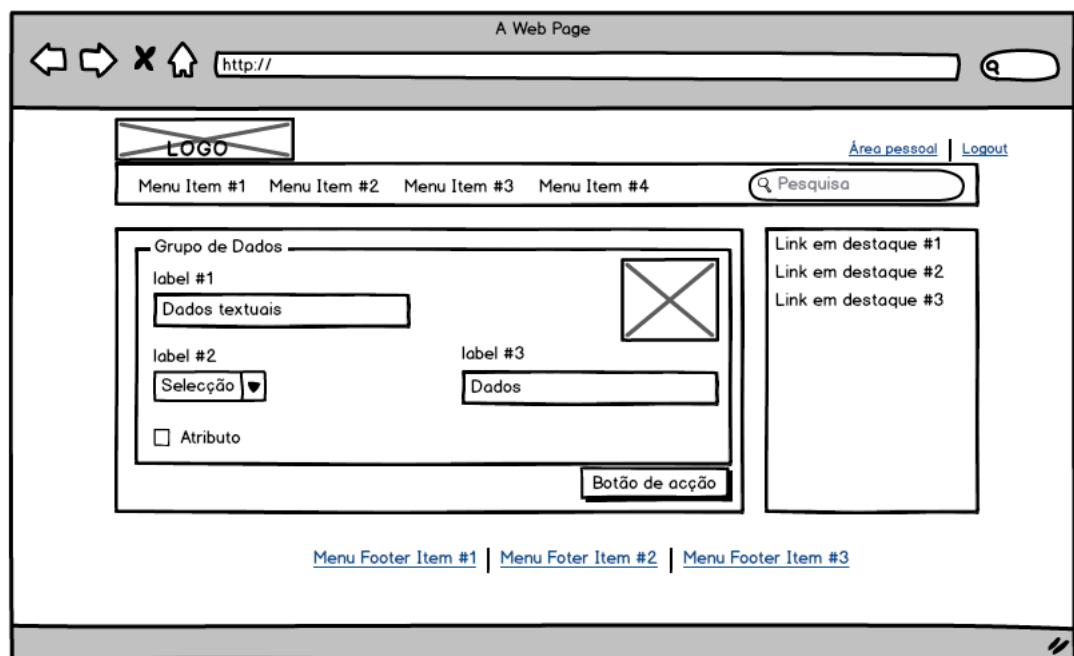 A Web Page
http://
LOGO
Área pessoal Logout
Menu Item #1 Menu Item #2 Menu Item #3 Menu Item #4 Pesquisa
Grupo de Dados
label #1
Dados textuais
label #2 label #3
Selecção Dados
Atributo
Botão de acção
Link em destaque #1
Link em destaque #2
Link em destaque #3
Menu Footer Item #1 Menu Foter Item #2 Menu Footer Item #3